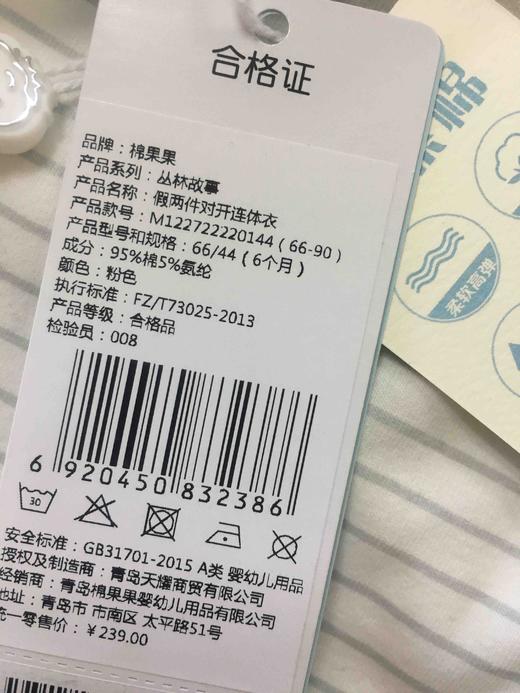 合格证
品牌：棉果果
产品系列：丛林故事
产品名称：假两件对开连体衣
产品款号：M122722220144（66-90）
产品型号和规格：66/44（6个月）
成分：95%棉5%氨纶
颜色：粉色
执行标准：FZ/T73025-2013
产品等级：合格品
检验员：008
6 920450 832386
30
安全标准：GB31701-2015 A类 婴幼儿用品
授权及制造商：青岛天耀商贸有限公司
经销商：青岛棉果果婴幼儿用品有限公司
地址：青岛市 市南区 太平路51号
统一零售价：￥239.00
棉
柔软高弹